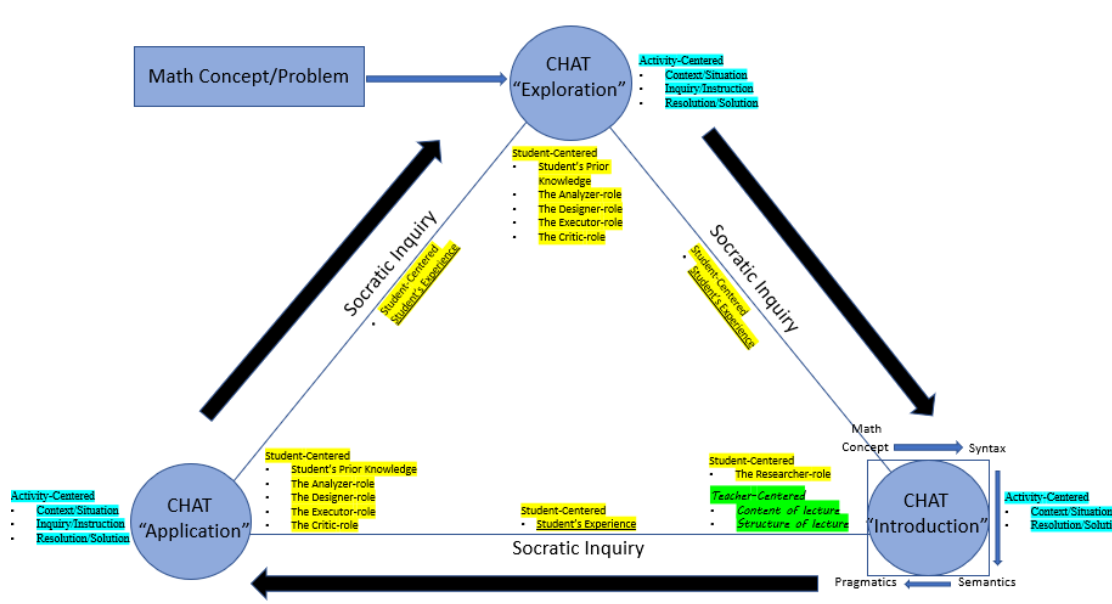 Math Concept/Problem
CHAT
“Exploration”
Activity-Centered
• Context/Situation
• Inquiry/Instruction
• Resolution/Solution
Student-Centered
• Student’s Prior
Knowledge
• The Analyzer-role
• The Designer-role
• The Executor-role
• The Critic-role
Socratic Inquiry
Student-Centered
• Student’s Experience
Socratic Inquiry
Student-Centered
• Student’s Experience
Math
Concept
Syntax
Semantics
Pragmatics
CHAT
“Introduction”
Activity-Centered
• Context/Situation
• Resolution/Soluti
Student-Centered
• The Researcher-role
Teacher-Centered
• Content of lecture
• Structure of lecture
Student-Centered
• Student’s Experience
Socratic Inquiry
Student-Centered
• Student’s Prior Knowledge
• The Analyzer-role
• The Designer-role
• The Executor-role
• The Critic-role
CHAT
“Application”
Activity-Centered
• Context/Situation
• Inquiry/Instruction
• Resolution/Solution